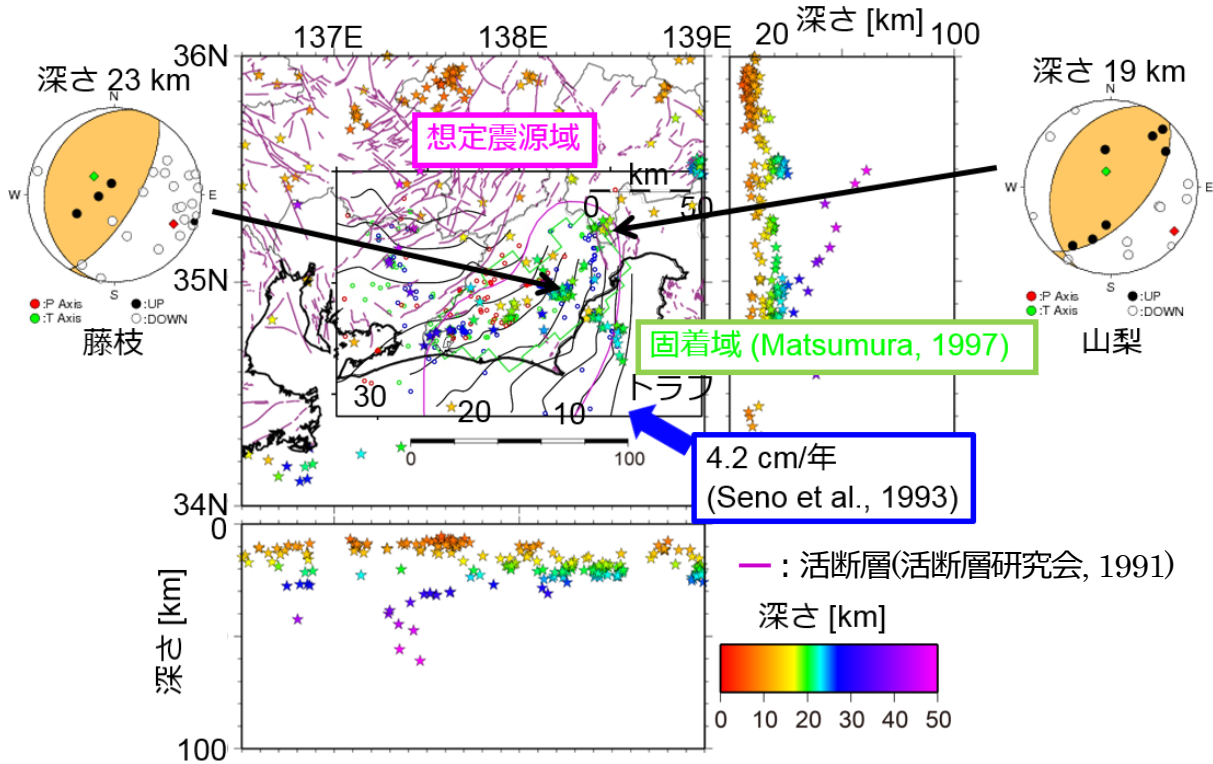 137E
138E
139E
36N
35N
34N
深さ [km]
20
100
深さ 23 km
N
W
E
S
:P Axis
:UP
:T Axis
:DOWN
藤枝
深さ 19 km
N
W
E
S
:P Axis
:UP
:T Axis
:DOWN
山梨
想定震源域
km
0
50
固着域 (Matsumura, 1997)
トラフ
30
20
10
0
100
4.2 cm/年
(Seno et al., 1993)
0
深さ [km]
100
: 活断層(活断層研究会, 1991)
深さ [km]
0 10 20 30 40 50